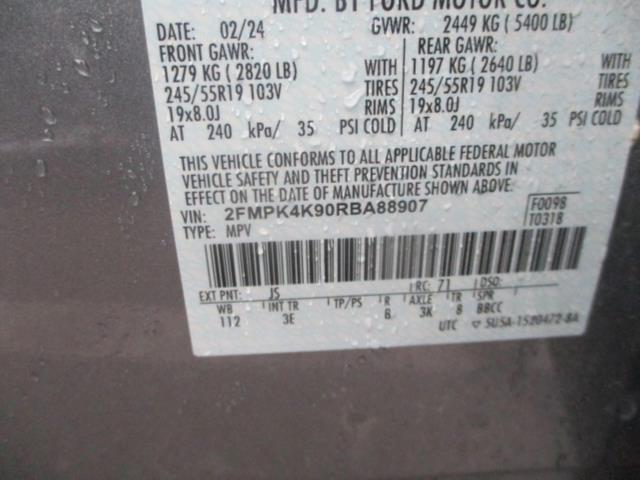 MFD. BY FORD MOTOR CO.
DATE: 02/24 GVWR: 2449 KG (5400 LB)
FRONT GAWR: REAR GAWR:
1279 KG (2820 LB) WITH 1197 KG (2640 LB) WITH
245/55R19 103V TIRES 245/55R19 103V TIRES
19x8.0J RIMS 19x8.0J RIMS
AT 240 kPa/ 35 PSI COLD AT 240 kPa/ 35 PSI COLD
THIS VEHICLE CONFORMS TO ALL APPLICABLE FEDERAL MOTOR
VEHICLE SAFETY AND THEFT PREVENTION STANDARDS IN
EFFECT ON THE DATE OF MANUFACTURE SHOWN ABOVE.
VIN: 2FMPK4K90RBA88907 F0098
TYPE: MPV T0318
EXT PNT: JS RC: 71 DSO:
WB INT TR TP/PS R AXLE TR SPR
112 3E B 3K 8 BBCC
UTC SU5A-1520472-BA